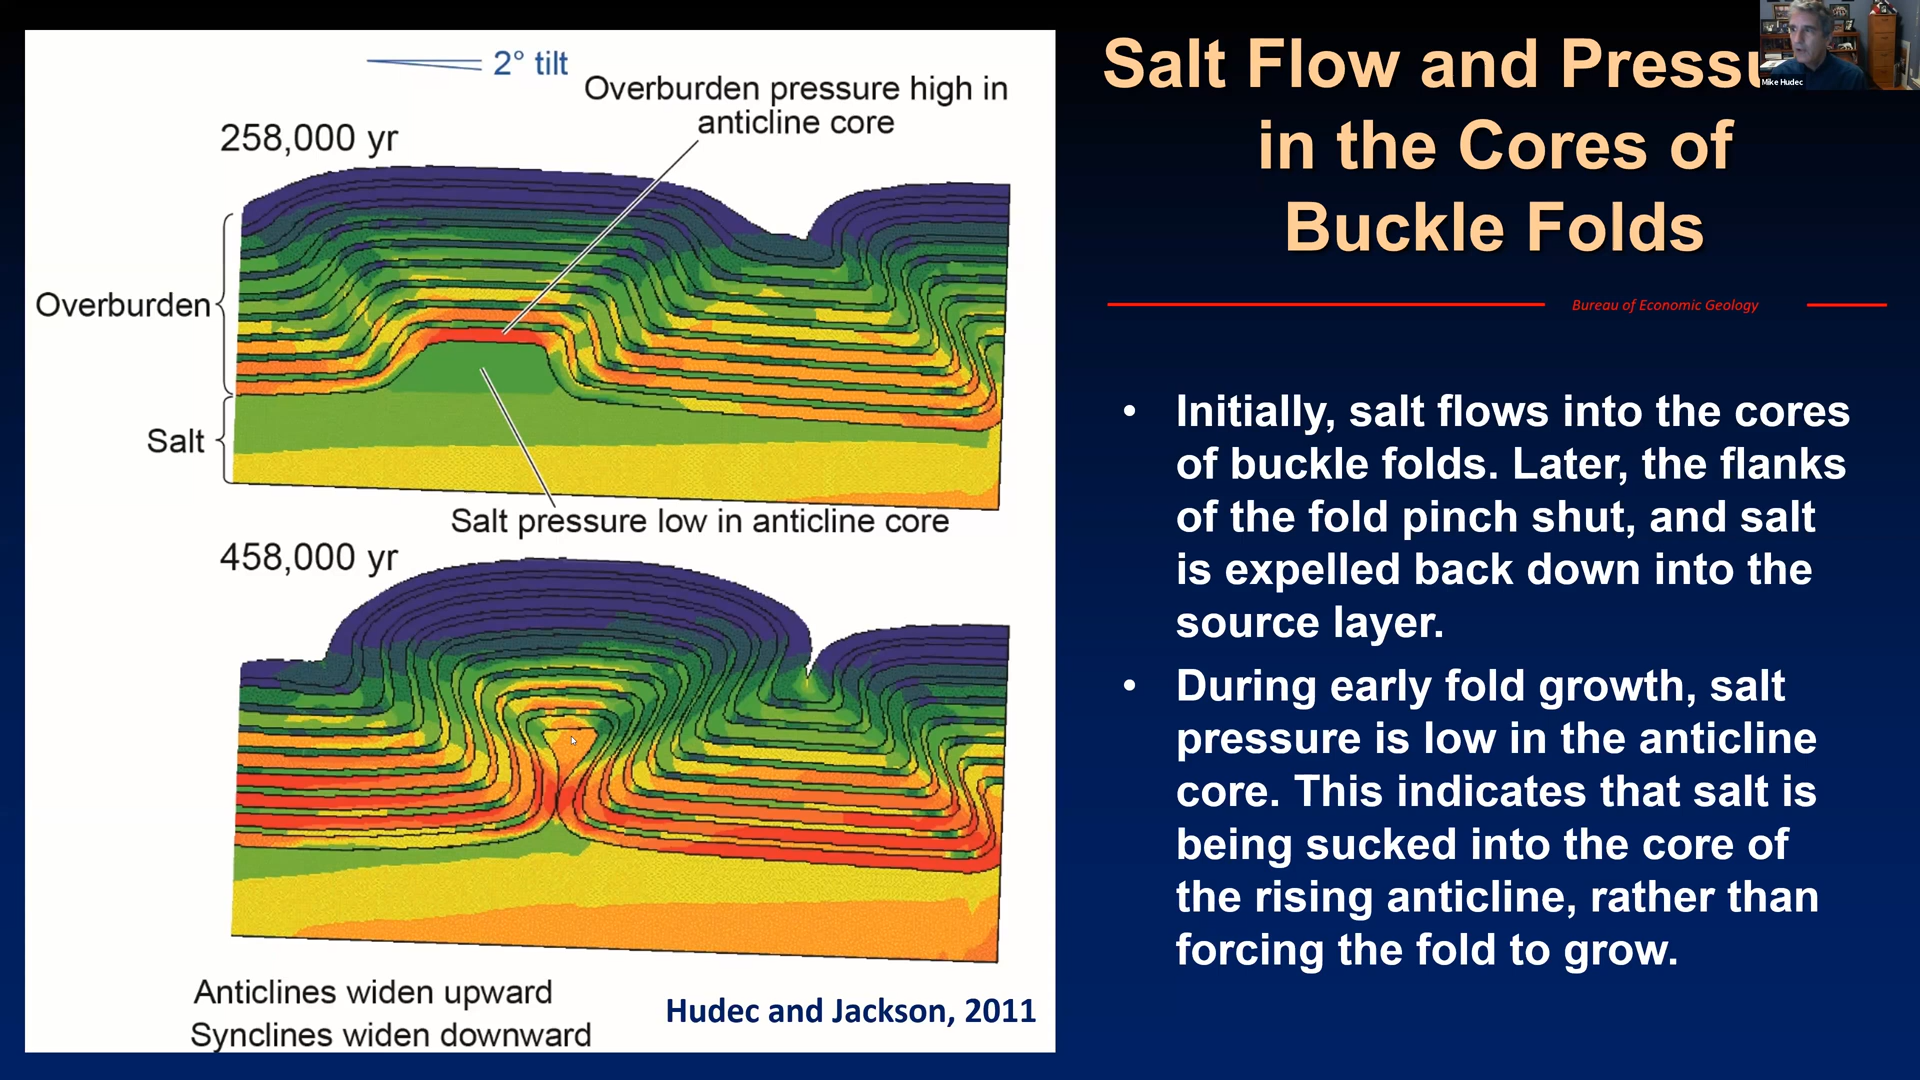 2° tilt
Overburden pressure high in
anticline core
258,000 yr
Overburden
Salt
Salt pressure low in anticline core
458,000 yr
Anticlines widen upward
Synclines widen downward
Hudec and Jackson, 2011
Salt Flow and Pressu
in the Cores of
Buckle Folds
Mike Hudec
Bureau of Economic Geology
• Initially, salt flows into the cores
of buckle folds. Later, the flanks
of the fold pinch shut, and salt
is expelled back down into the
source layer.
• During early fold growth, salt
pressure is low in the anticline
core. This indicates that salt is
being sucked into the core of
the rising anticline, rather than
forcing the fold to grow.